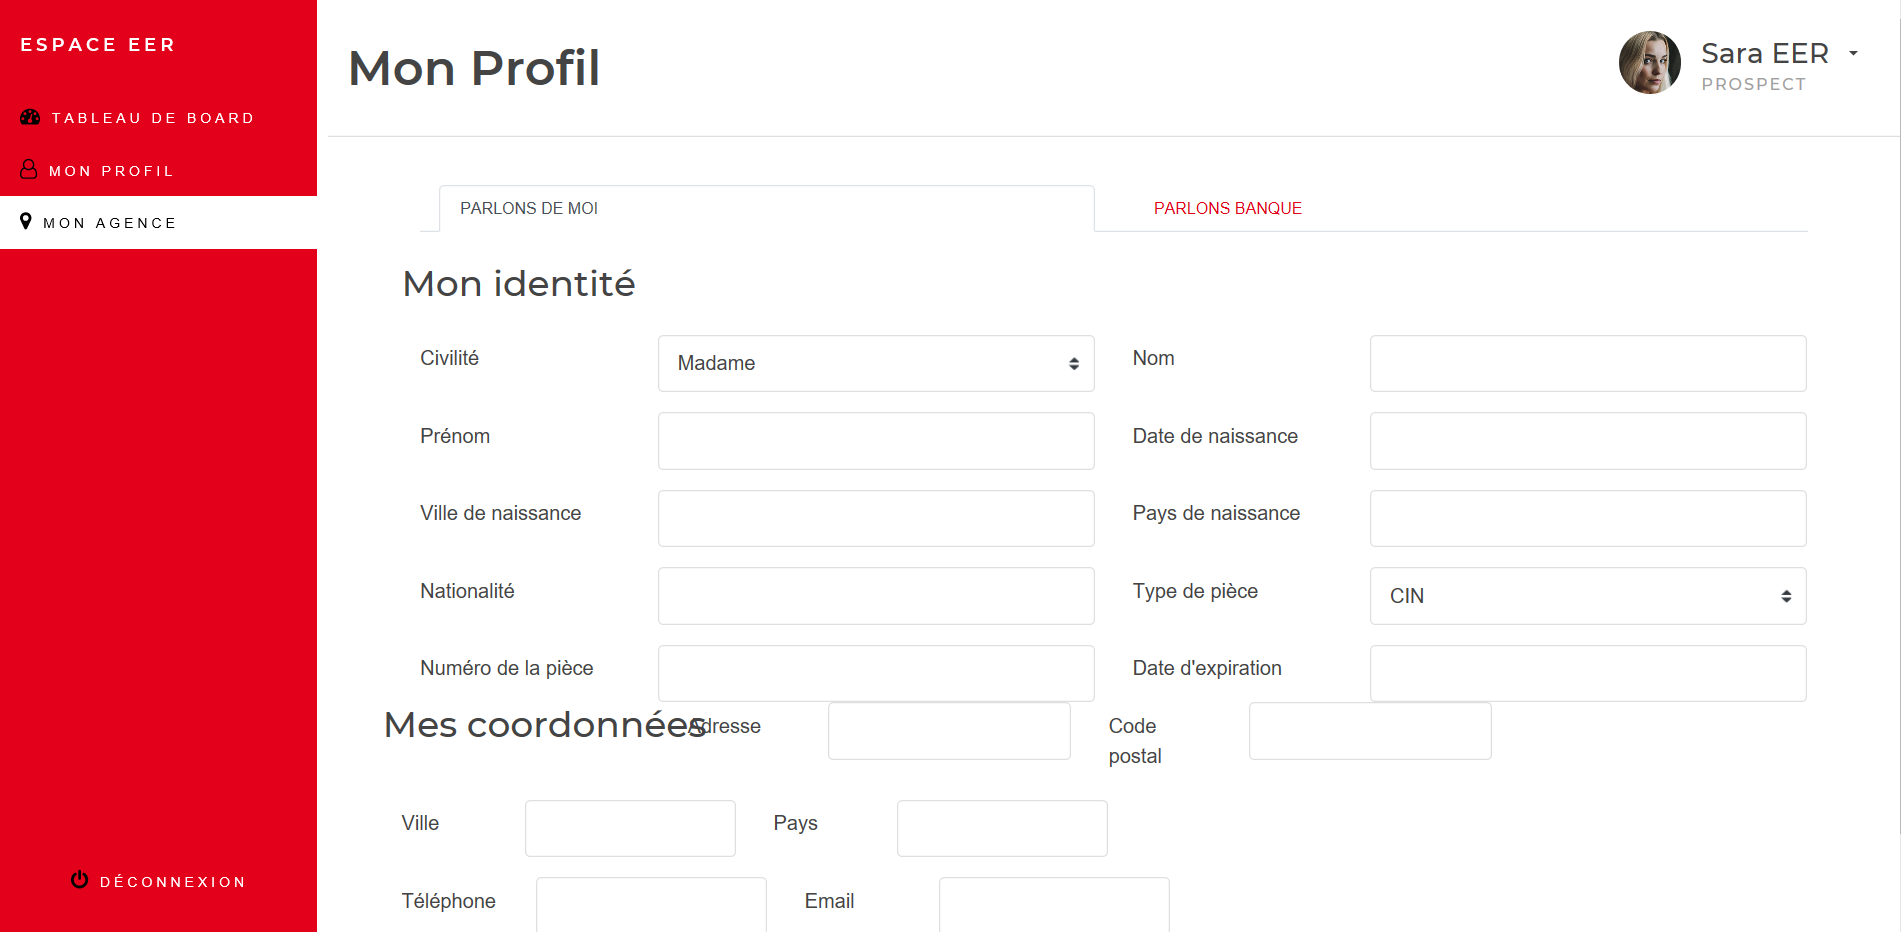 ESPACE EER
TABLEAU DE BOARD
MON PROFIL
MON AGENCE
DÉCONNEXION
Mon Profil
Sara EER
PROSPECT
PARLONS DE MOI
PARLONS BANQUE
Mon identité
Civilité
Madame
Nom
Prénom
Date de naissance
Ville de naissance
Pays de naissance
Nationalité
Type de pièce
CIN
Numéro de la pièce
Date d'expiration
Mes coordonnées
Adresse
Code
postal
Ville
Pays
Téléphone
Email